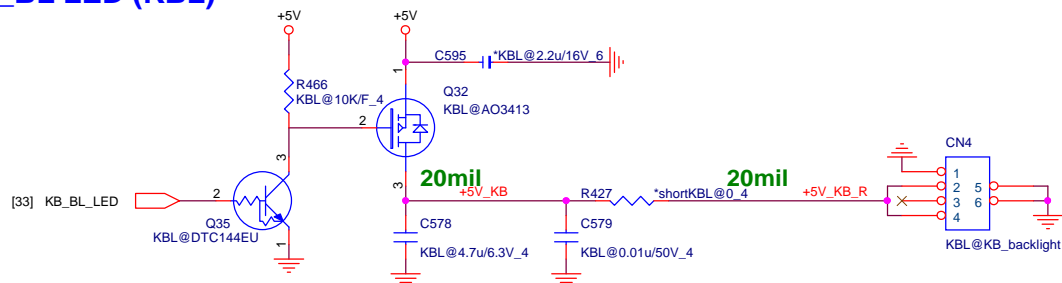 _BL LED (KBL)
+5V
+5V
C595
*KBL@2.2u/16V_6
1
R466
KBL@10K/F_4
Q32
KBL@AO3413
2
3
3
20mil
+5V_KB
R427
*shortKBL@0_4
20mil
+5V_KB_R
CN4
1
2
3
4
5
6
KBL@KB_backlight
[33] KB_BL_LED
2
Q35
KBL@DTC144EU
1
C578
KBL@4.7u/6.3V_4
C579
KBL@0.01u/50V_4